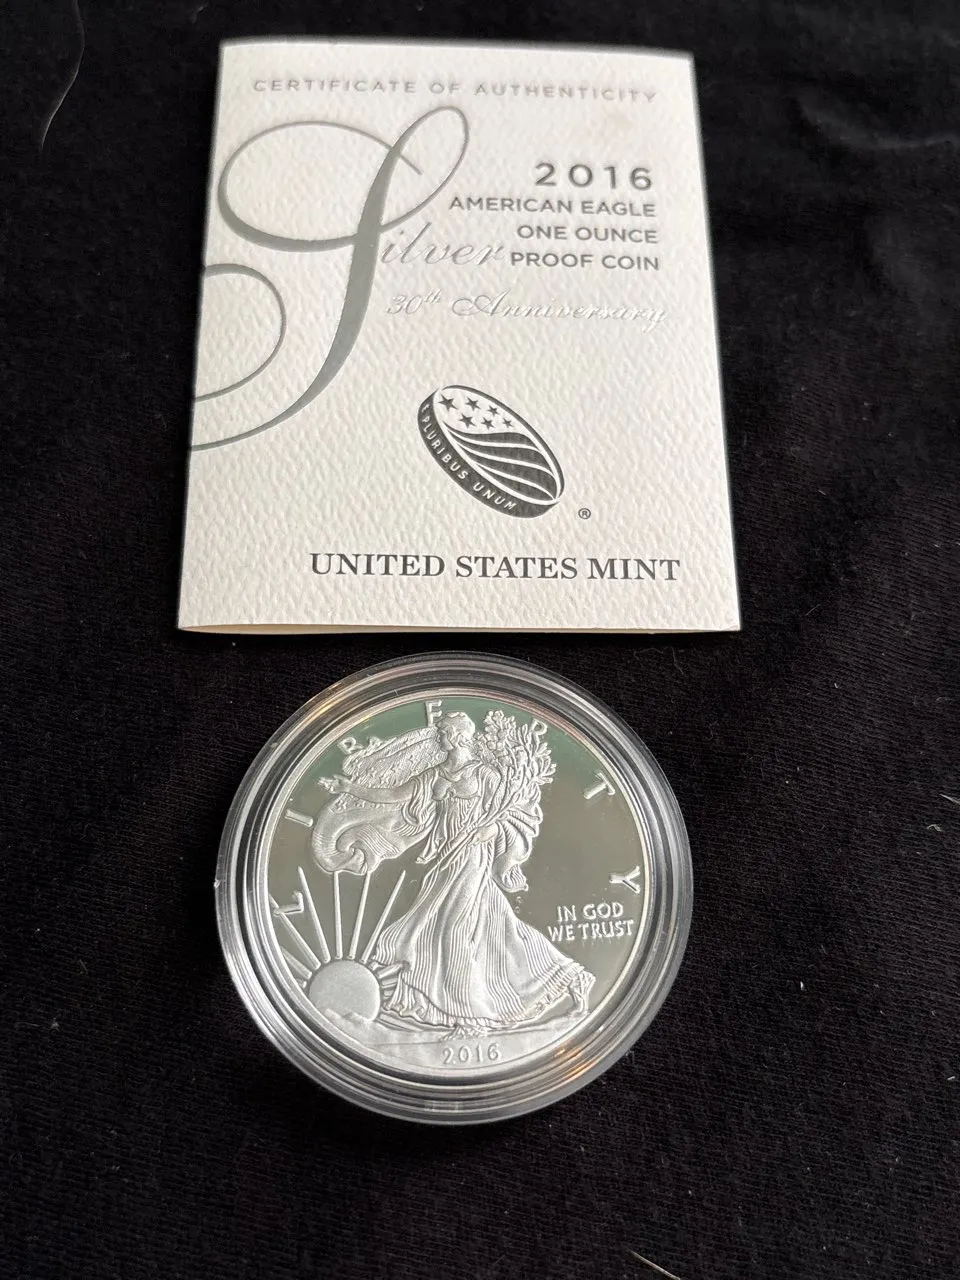 CERTIFICATE OF AUTHENTICITY
2016
AMERICAN EAGLE
ONE OUNCE
Silver PROOF COIN
30th Anniversary
E PLURIBUS UNUM
®
UNITED STATES MINT
LIBERTY
IN GOD
WE TRUST
2016